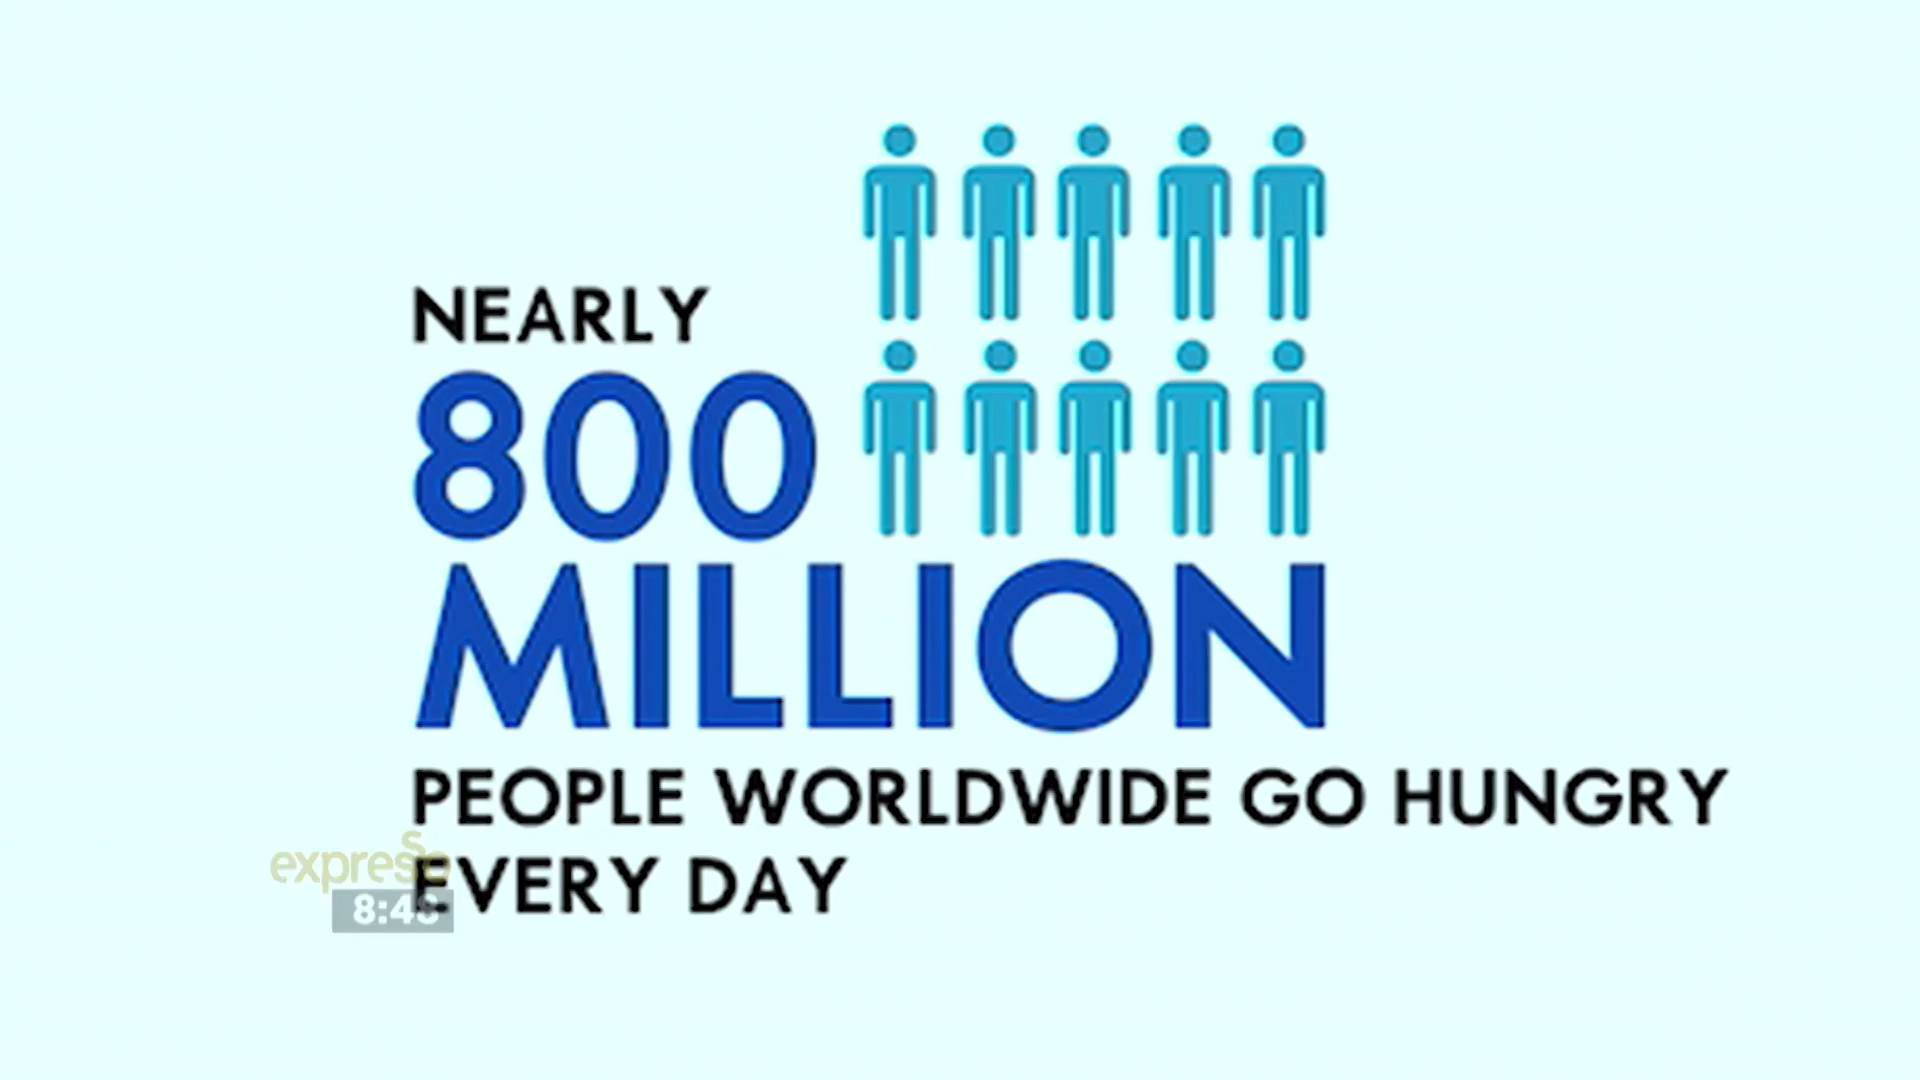 NEARLY
800
MILLION
PEOPLE WORLDWIDE GO HUNGRY
EVERY DAY
expresso